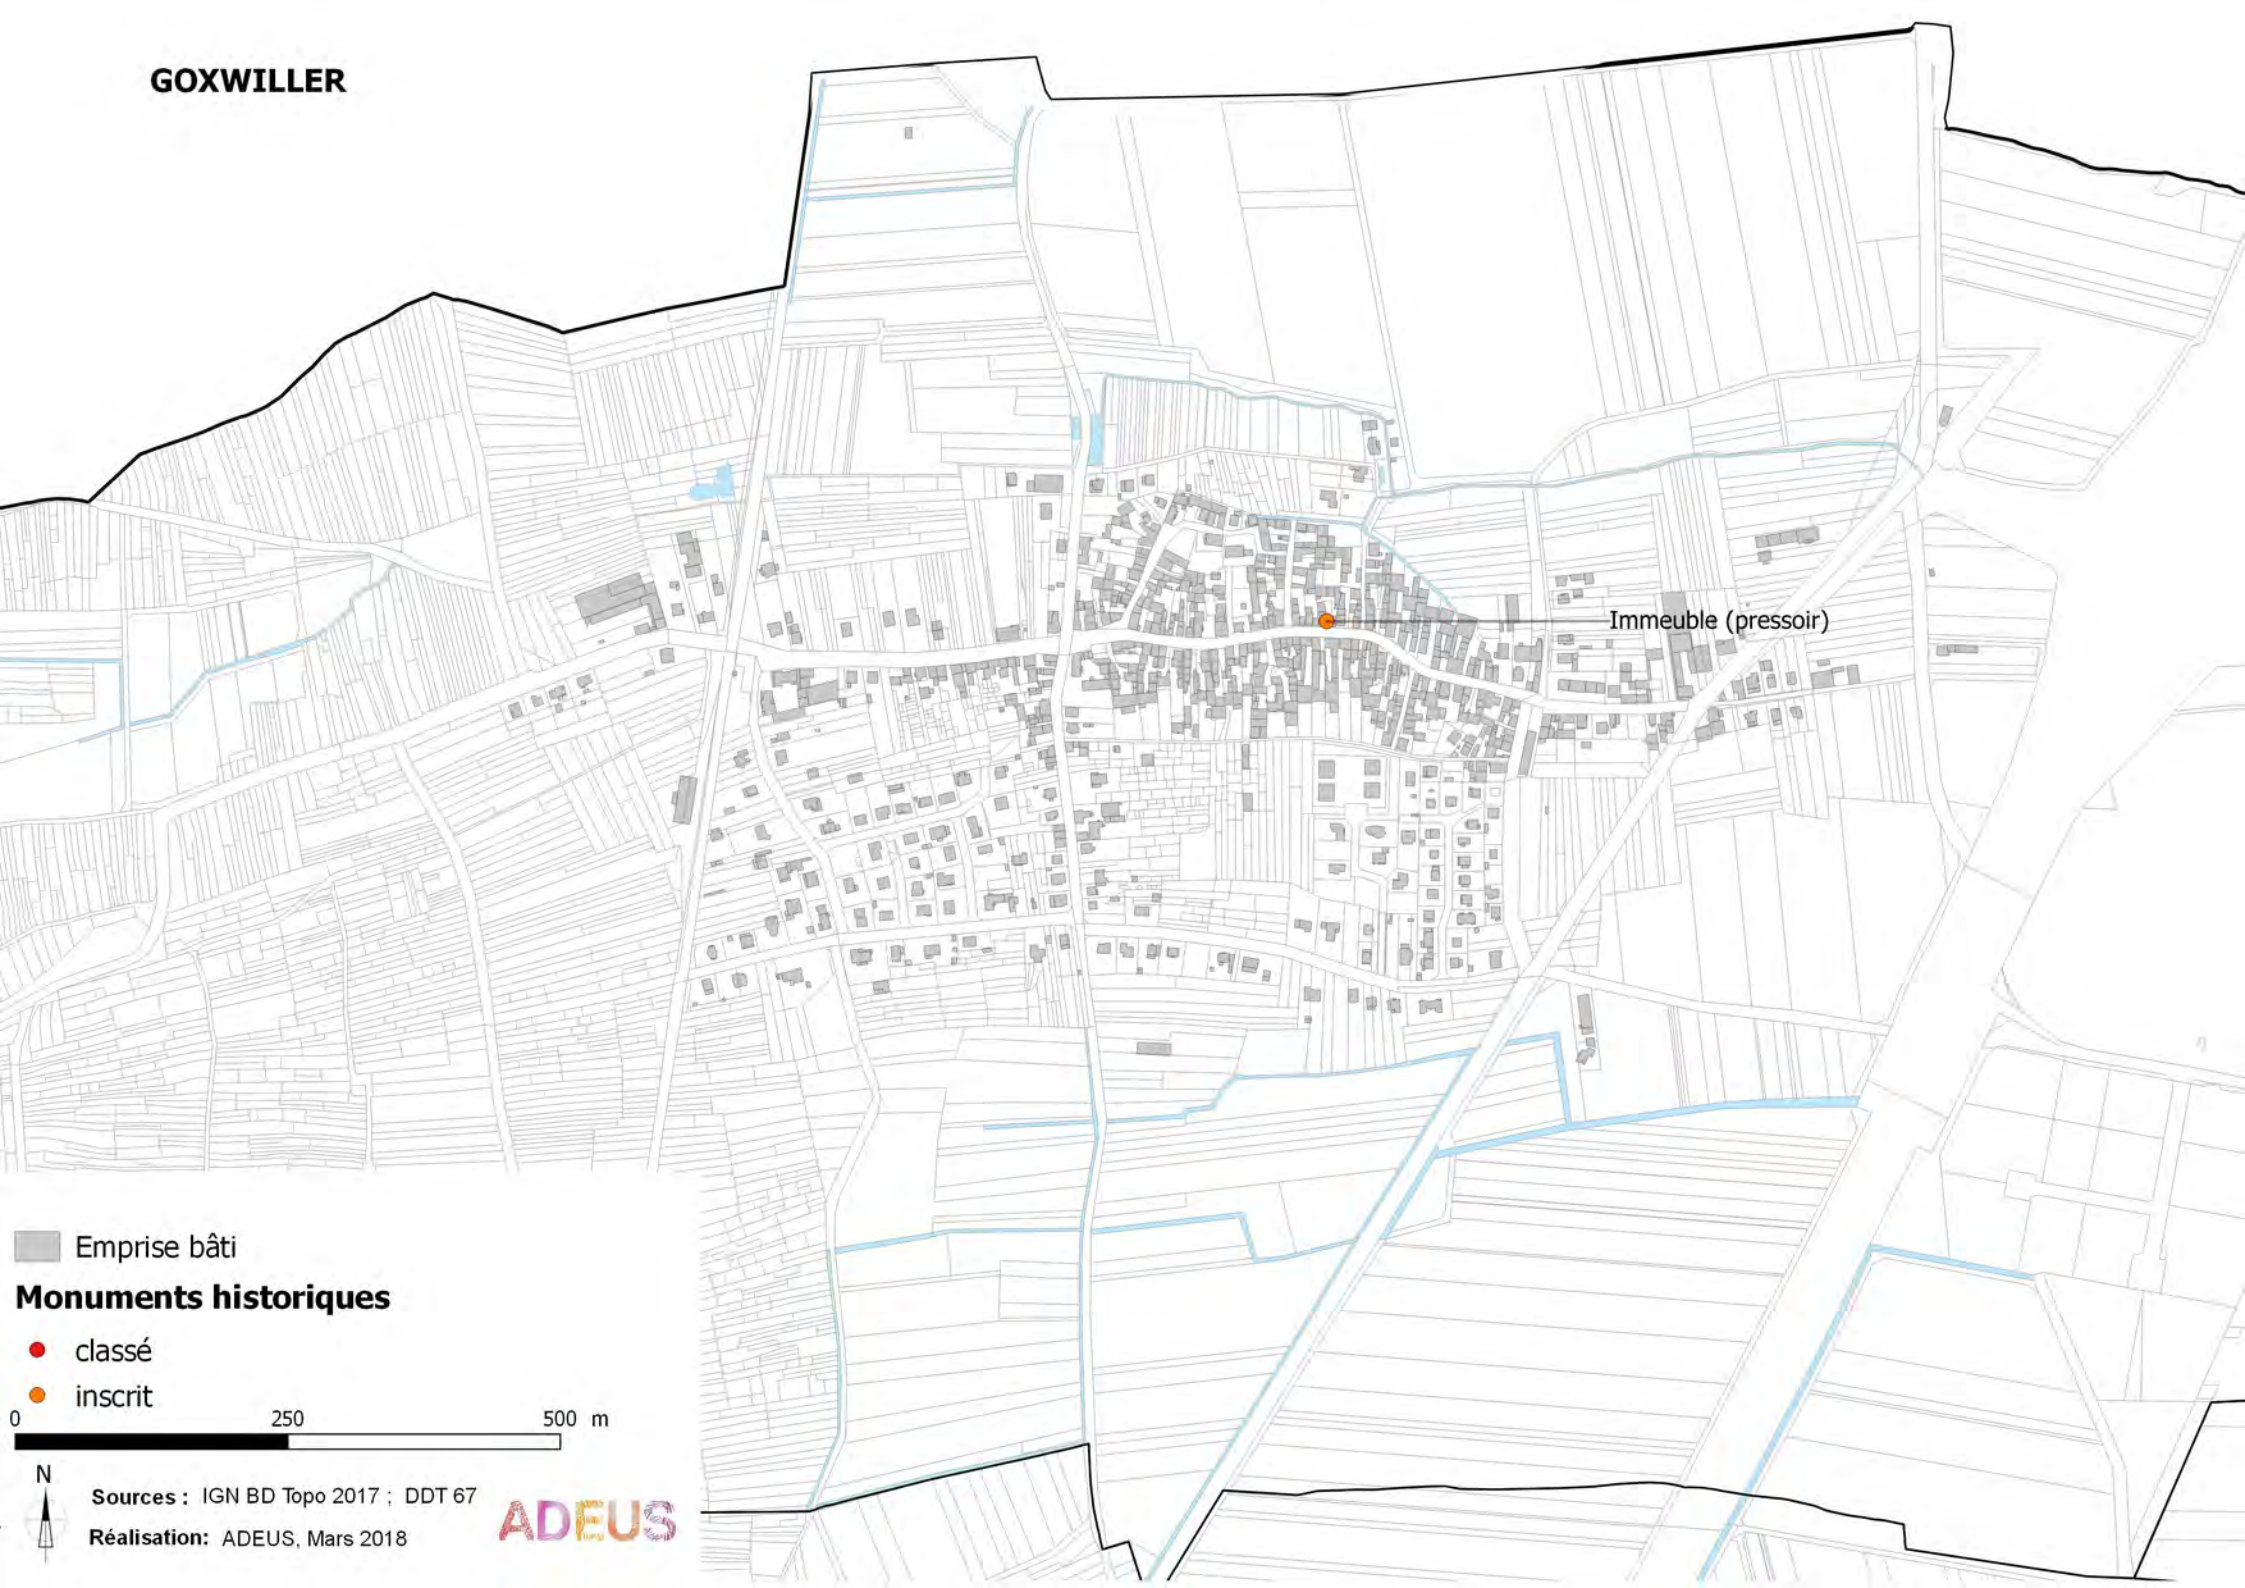 GOXWILLER
Immeuble (pressoir)
Emprise bâti
Monuments historiques
classé
inscrit
0 250 500 m
N
Sources : IGN BD Topo 2017 ; DDT 67
Réalisation: ADEUS, Mars 2018
ADEUS